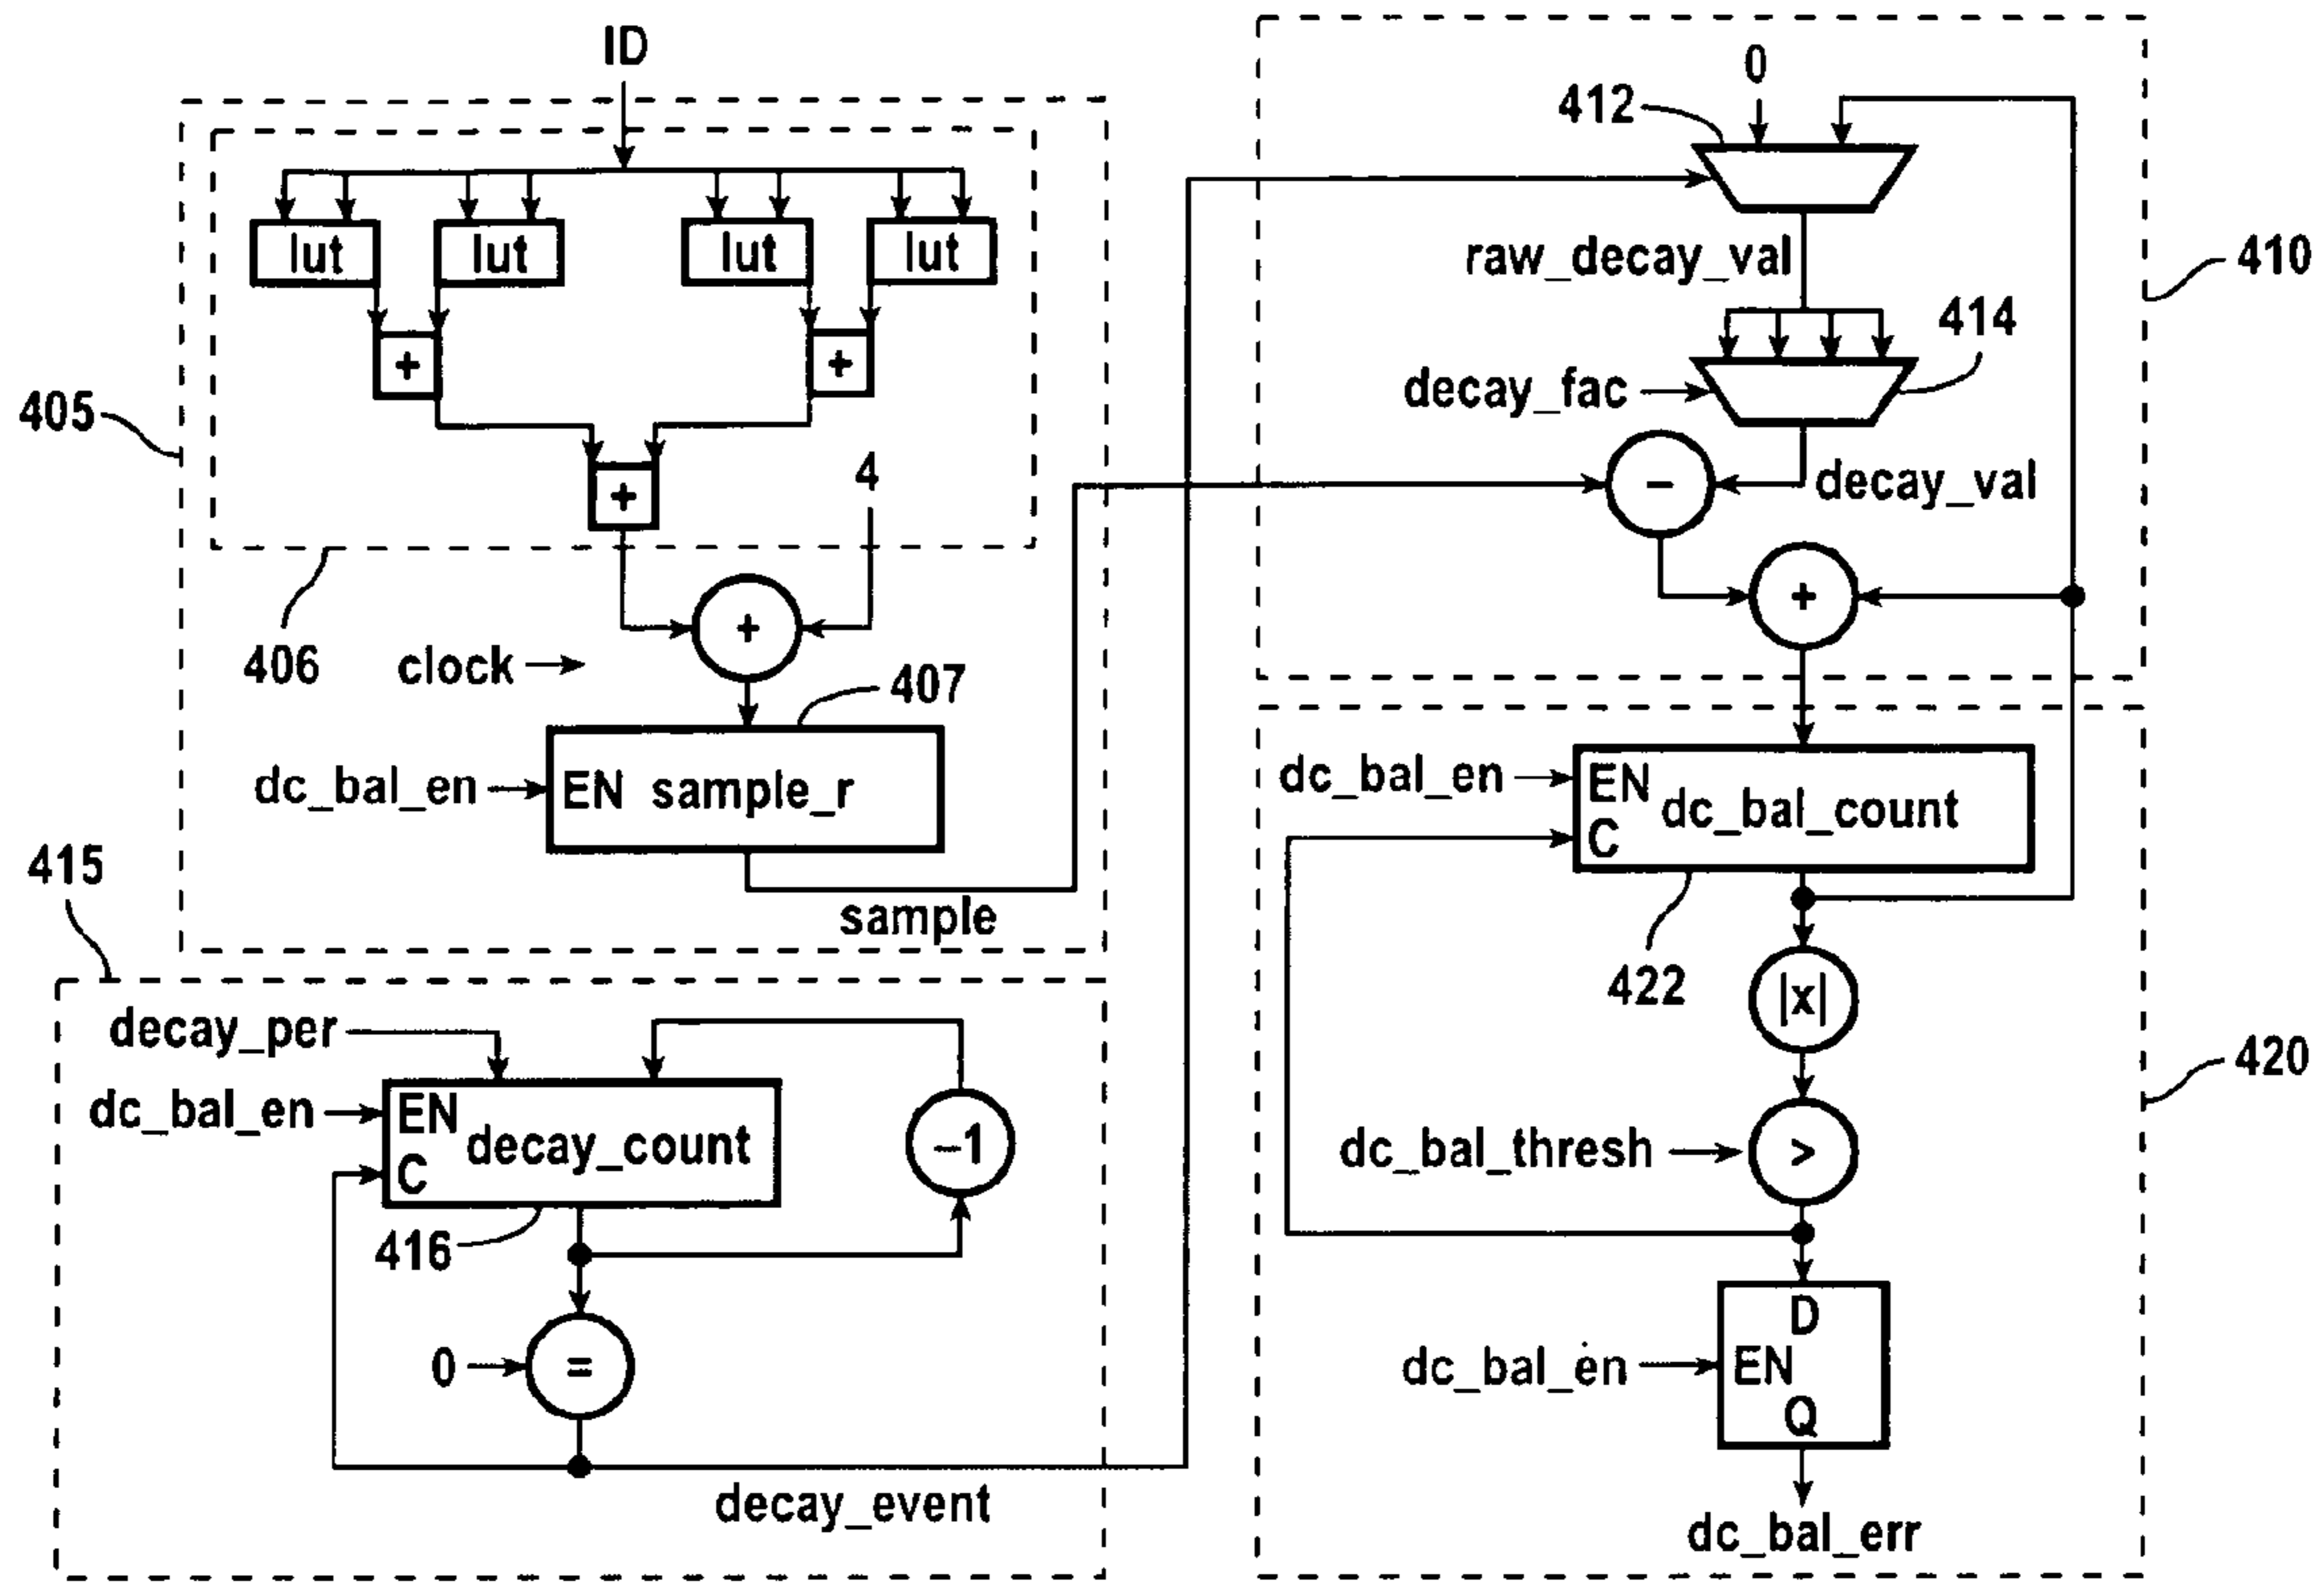 ID
lut lut lut lut
+ +
+
4
405
406
clock
+
407
dc_bal_en
EN sample_r
sample
415
decay_per
dc_bal_en
EN
decay_count
C
-1
416
0
=
decay_event
0
412
raw_decay_val
410
414
decay_fac
-
decay_val
+
dc_bal_en
EN
dc_bal_count
C
422
|x|
420
dc_bal_thresh
>
D
dc_bal_en
EN
Q
dc_bal_err